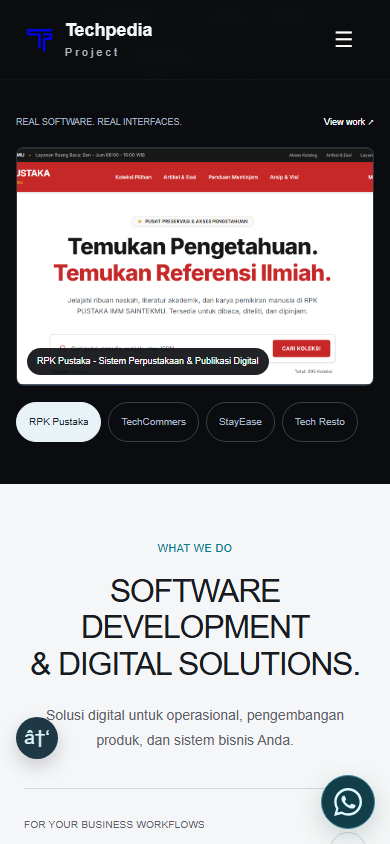 Techpedia
Project
☰
REAL SOFTWARE. REAL INTERFACES.
View work ↗
Layanan Ruang Baca: Sen - Jum 08:00 - 15:00 WIB
Akses Katalog
Artikel & Esai
USTAKA
Koleksi Pilihan
Artikel & Esai
Panduan Meminjam
Arsip & Visi
PUSAT PRESERVASI & AKSES PENGETAHUAN
Temukan Pengetahuan.
Temukan Referensi Ilmiah.
Jelajahi ribuan naskah, literatur akademik, dan karya pemikiran manusia di RPK
PUSTAKA IMM SAINTEKMU. Tersedia untuk dibaca, diteliti, dan dipinjam.
CARI KOLEKSI
RPK Pustaka - Sistem Perpustakaan & Publikasi Digital
RPK Pustaka
TechCommers
StayEase
Tech Resto
WHAT WE DO
SOFTWARE
DEVELOPMENT
& DIGITAL SOLUTIONS.
Solusi digital untuk operasional, pengembangan
produk, dan sistem bisnis Anda.
â†‘
FOR YOUR BUSINESS WORKFLOWS